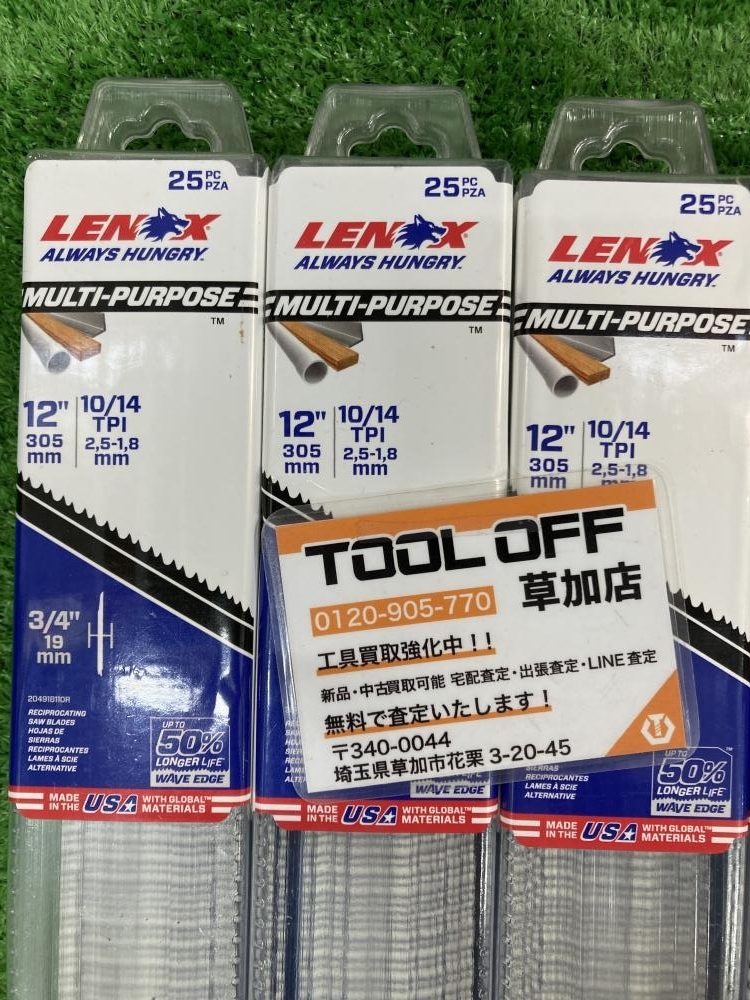 25 PC PZA
LENOX
ALWAYS HUNGRY.
MULTI-PURPOSE
TM
12"
305
mm
10/14
TPI
2,5-1,8
mm
3/4"
19
mm
20491B110R
RECIPROCATING
SAW BLADES
HOJAS DE
SIERRAS
RECIPROCANTES
LAMES À SCIE
ALTERNATIVE
UP TO
50%
LONGER LIFE
WAVE EDGE
MADE IN THE USA WITH GLOBAL™ MATERIALS
25 PC PZA
LENOX
ALWAYS HUNGRY.
MULTI-PURPOSE
TM
12"
305
mm
10/14
TPI
2,5-1,8
mm
WAVE EDGE
MADE IN THE USA WITH GLOBAL™ MATERIALS
25 PC PZA
LENOX
ALWAYS HUNGRY.
MULTI-PURPOSE
TM
12"
305
mm
10/14
TPI
2,5-1,8
mm
SIERRAS
RECIPROCANTES
LAMES À SCIE
ALTERNATIVE
UP TO
50%
LONGER LIFE
WAVE EDGE
MADE IN THE USA WITH GLOBAL™ MATERIALS
TOOL OFF
0120-905-770 草加店
工具買取強化中！！
新品・中古買取可能 宅配査定・出張査定・LINE査定
無料で査定いたします！
〒340-0044
埼玉県草加市花栗 3-20-45